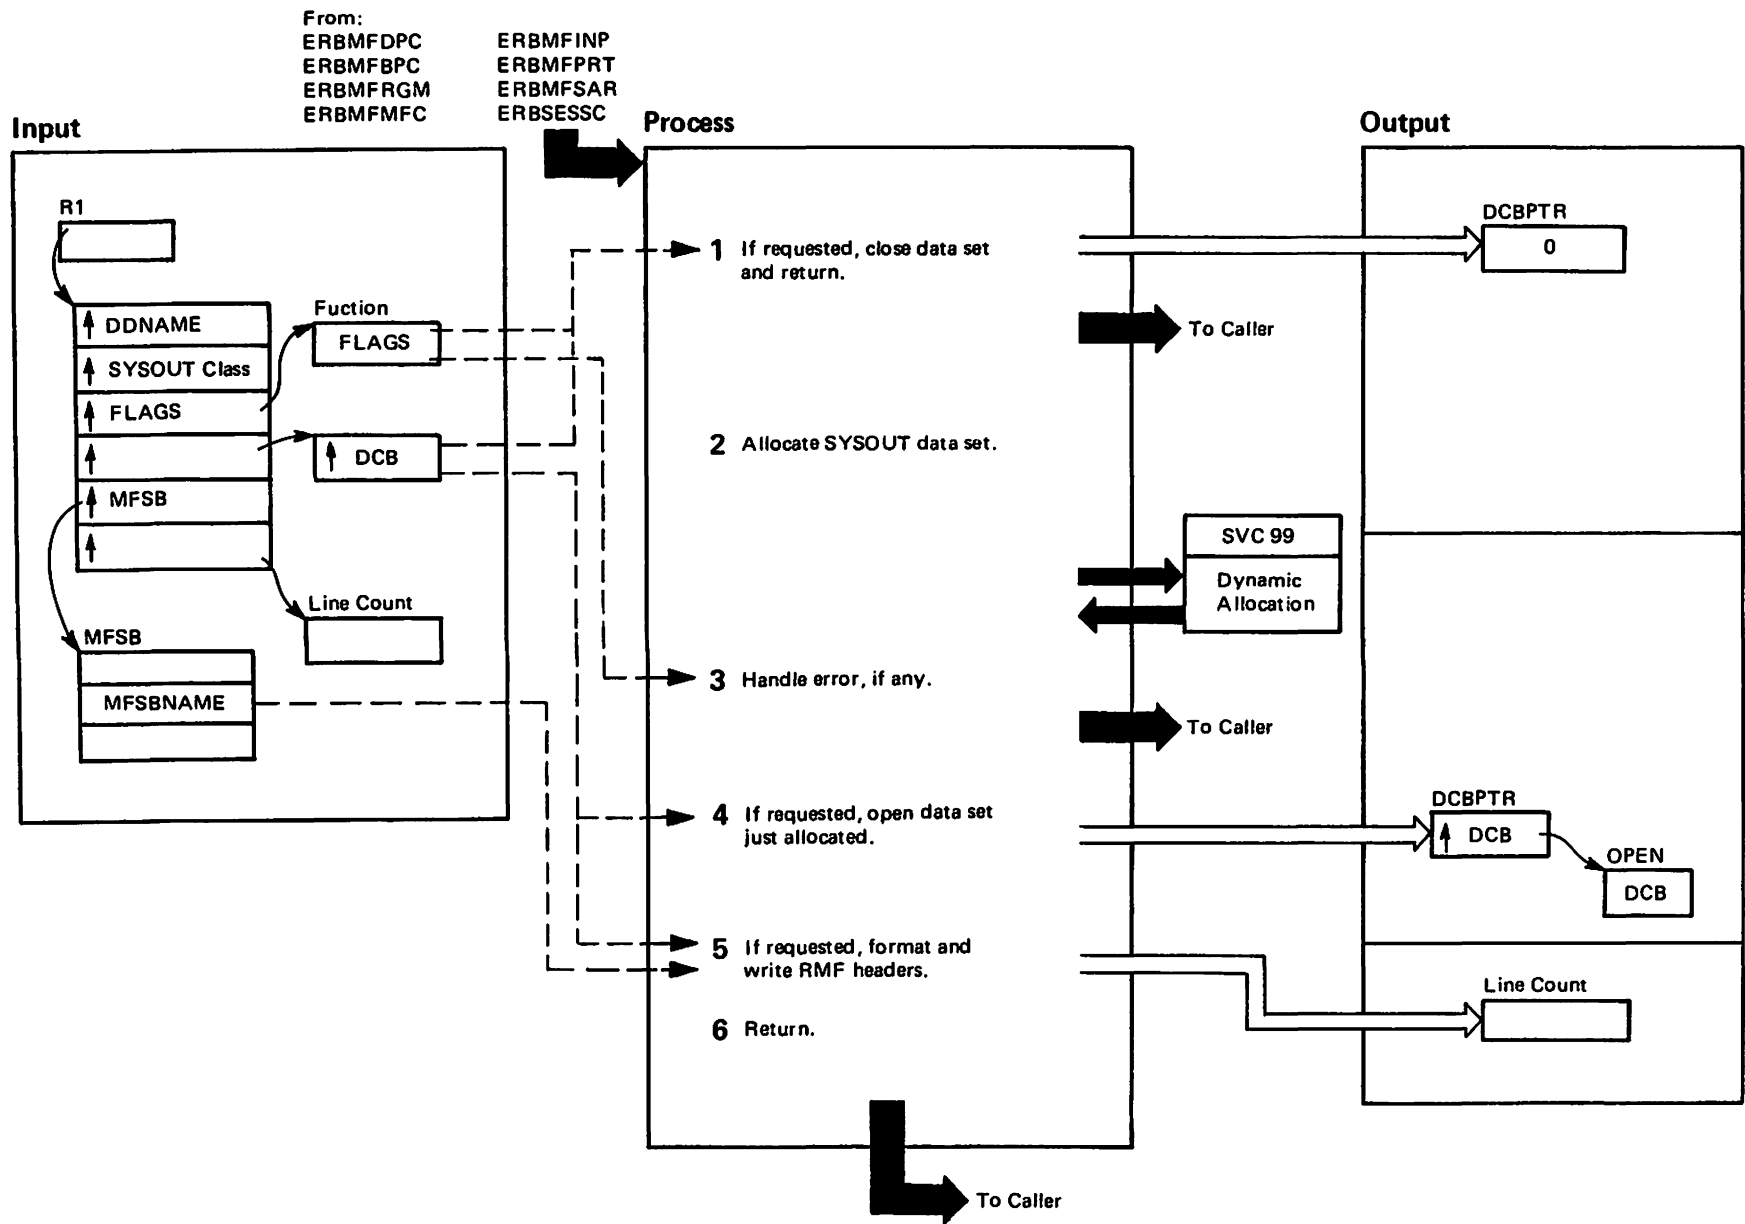 From:
ERBMFDPC
ERBMFBPC
ERBMFRGM
ERBMFMFC
ERBMFINP
ERBMFPRT
ERBMFSAR
ERBSESSC
Input
R1
DDNAME
SYSOUT Class
FLAGS
MFSB
Fuction
FLAGS
DCB
Line Count
MFSB
MFSBNAME
Process
1 If requested, close data set
and return.
To Caller
2 Allocate SYSOUT data set.
SVC 99
Dynamic
Allocation
3 Handle error, if any.
To Caller
4 If requested, open data set
just allocated.
5 If requested, format and
write RMF headers.
6 Return.
To Caller
Output
DCBPTR
0
DCBPTR
DCB
OPEN
DCB
Line Count